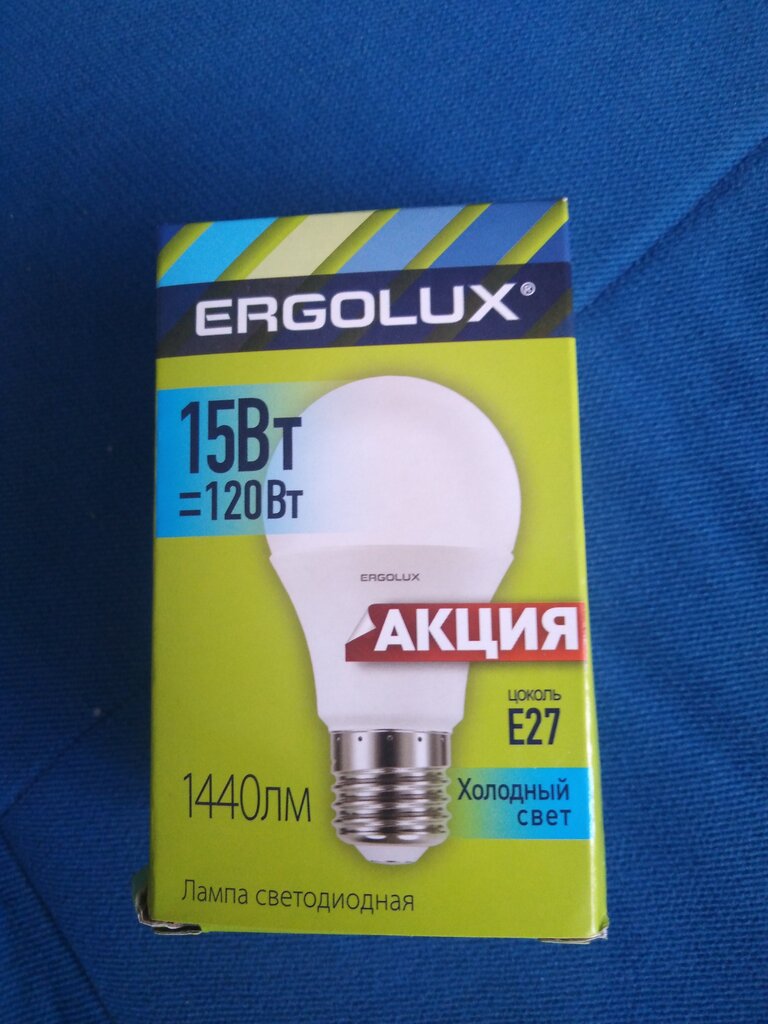 ERGOLUX®
15Вт
=120Вт
ERGOLUX
АКЦИЯ
цоколь
E27
1440лм
Холодный
свет
Лампа светодиодная